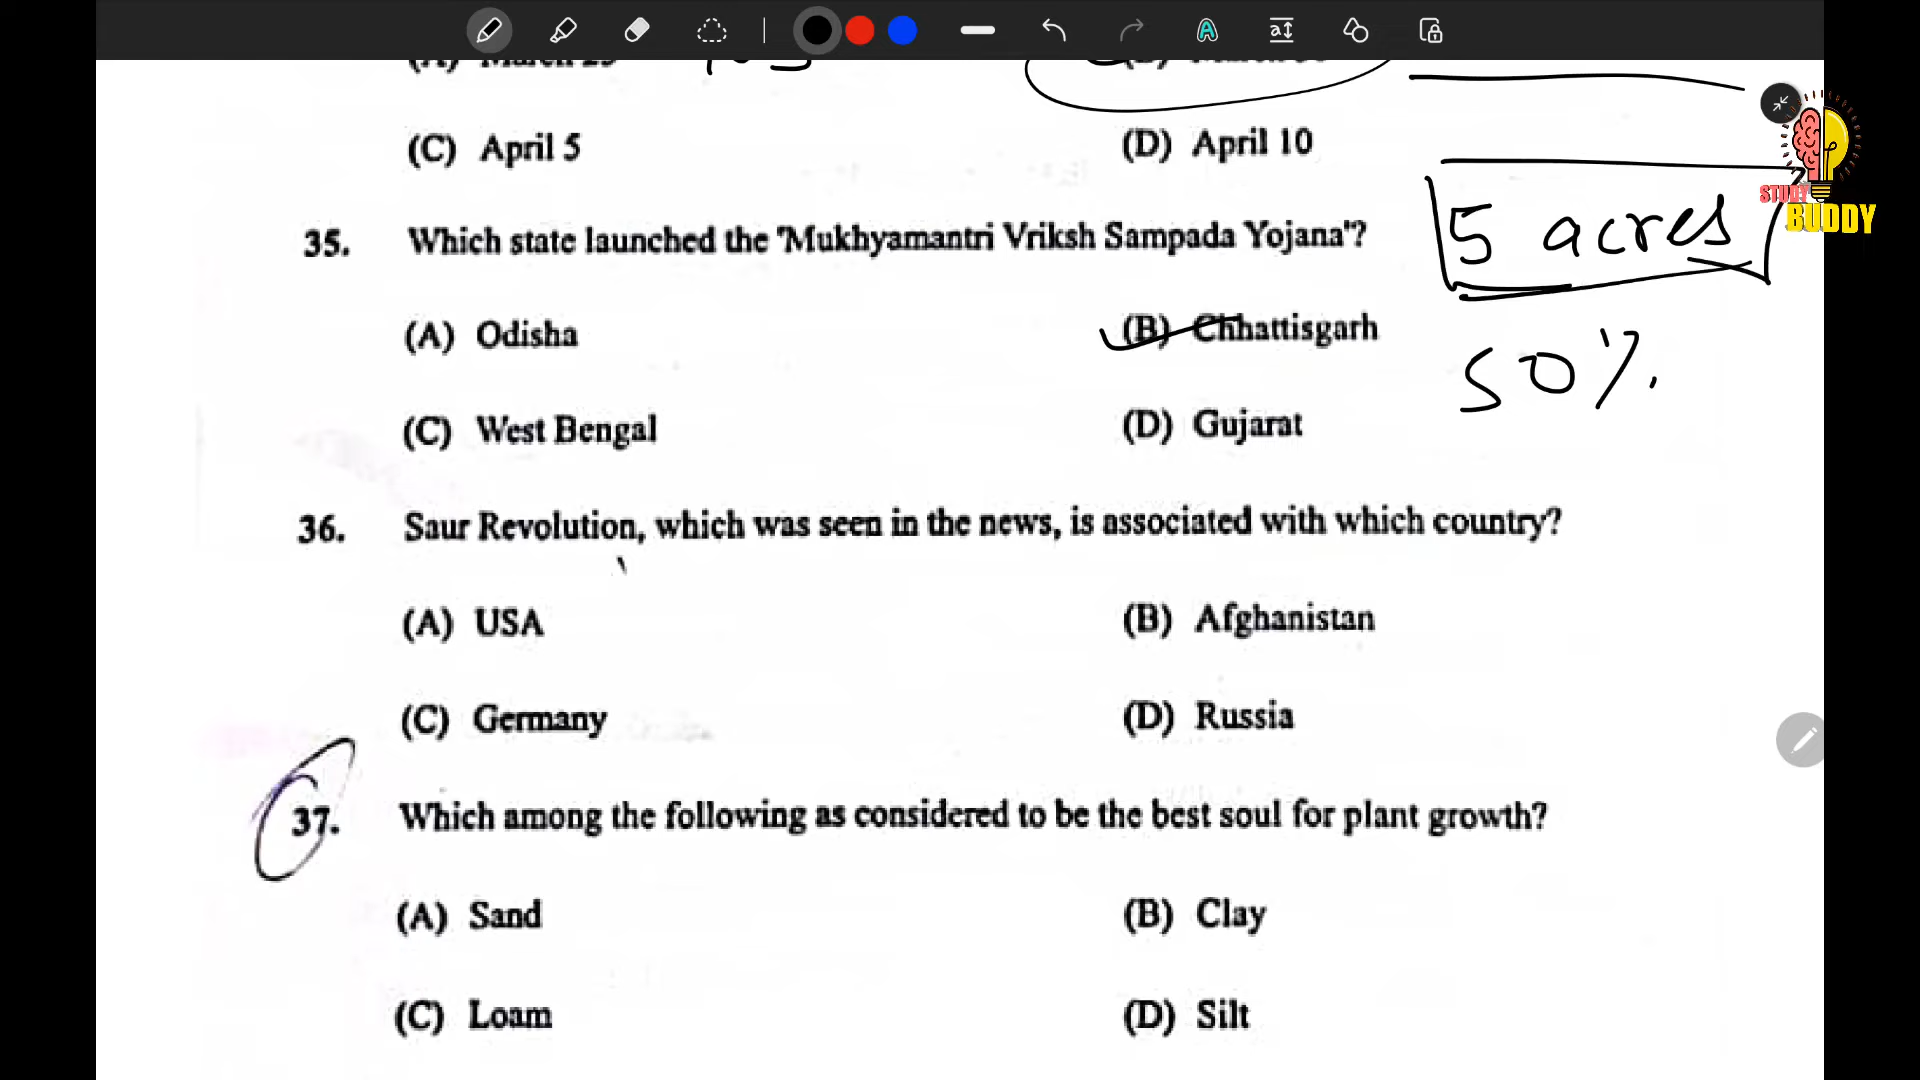 (A) March 25
(C) April 5
(D) April 10
STUDY
BUDDY
5 acres
35. Which state launched the 'Mukhyamantri Vriksh Sampada Yojana'?
(A) Odisha
(B) Chhattisgarh
50%
(C) West Bengal
(D) Gujarat
36. Saur Revolution, which was seen in the news, is associated with which country?
(A) USA
(B) Afghanistan
(C) Germany
(D) Russia
37. Which among the following as considered to be the best soul for plant growth?
(A) Sand
(B) Clay
(C) Loam
(D) Silt